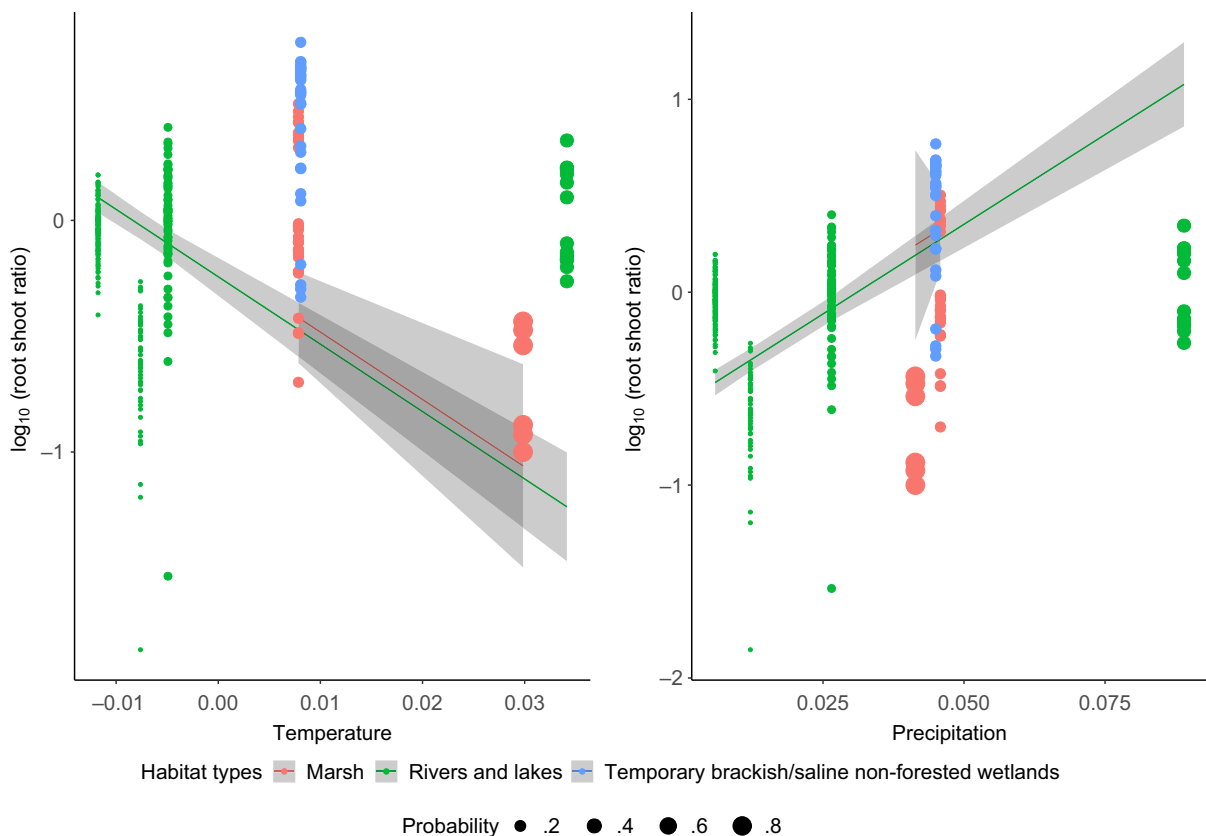 log₁₀ (root shoot ratio)
0
−1
−0.01 0.00 0.01 0.02 0.03
Temperature
log₁₀ (root shoot ratio)
1
0
−1
−2
0.025 0.050 0.075
Precipitation
Habitat types Marsh Rivers and lakes Temporary brackish/saline non-forested wetlands
Probability .2 .4 .6 .8